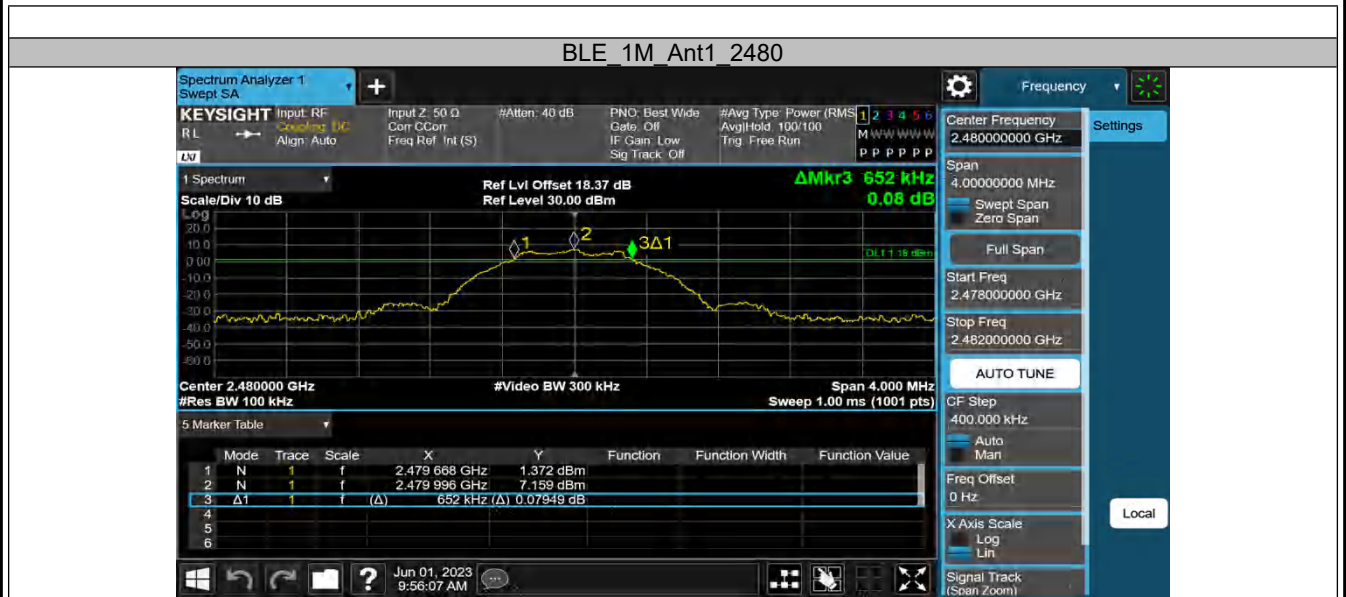 BLE_1M_Ant1_2480
Spectrum Analyzer 1
Swept SA
+
Frequency
KEYSIGHT
RL
LXI
Input: RF
Coupling: DC
Align: Auto
Input Z: 50 Ω
Corr CCorr
Freq Ref: Int (S)
#Atten: 40 dB
PNO: Best Wide
Gate: Off
IF Gain: Low
Sig Track: Off
#Avg Type: Power (RMS
Avg|Hold: 100/100
Trig: Free Run
1 2 3 4 5 6
M W W W W W
P P P P P P
1 Spectrum
Scale/Div 10 dB
Ref Lvl Offset 18.37 dB
Ref Level 30.00 dBm
ΔMkr3 652 kHz
0.08 dB
Log
20.0
10.0
0.00
-10.0
-20.0
-30.0
-40.0
-50.0
-60.0
1
2
3Δ1
DL1 1.16 dBm
Center 2.480000 GHz
#Res BW 100 kHz
#Video BW 300 kHz
Span 4.000 MHz
Sweep 1.00 ms (1001 pts)
5 Marker Table
Mode Trace Scale X Y Function Function Width Function Value
1 N 1 f 2.479 668 GHz 1.372 dBm
2 N 1 f 2.479 996 GHz 7.159 dBm
3 Δ1 1 f (Δ) 652 kHz (Δ) 0.07949 dB
4
5
6
?
Jun 01, 2023
9:56:07 AM
Center Frequency
2.480000000 GHz
Span
4.00000000 MHz
Swept Span
Zero Span
Full Span
Start Freq
2.478000000 GHz
Stop Freq
2.482000000 GHz
AUTO TUNE
CF Step
400.000 kHz
Auto
Man
Freq Offset
0 Hz
X Axis Scale
Log
Lin
Signal Track
(Span Zoom)
Settings
Local